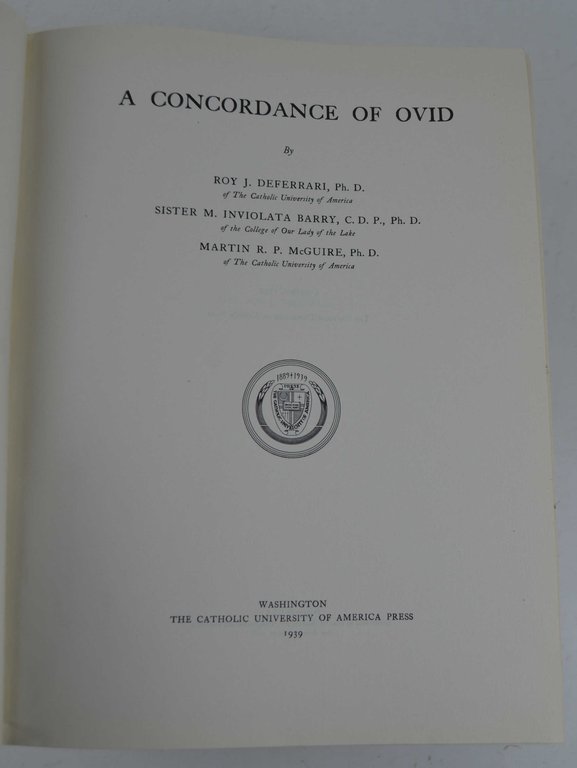 A CONCORDANCE OF OVID
By
ROY J. DEFERRARI, Ph. D.
of The Catholic University of America
SISTER M. INVIOLATA BARRY, C. D. P., Ph. D.
of the College of Our Lady of the Lake
MARTIN R. P. McGUIRE, Ph. D.
of The Catholic University of America
1889 † 1939
WASHINGTON
THE CATHOLIC UNIVERSITY OF AMERICA PRESS
1939